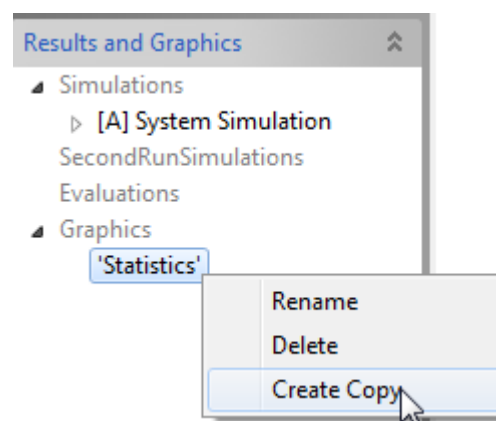 Results and Graphics
Simulations
[A] System Simulation
SecondRunSimulations
Evaluations
Graphics
'Statistics'
Rename
Delete
Create Copy